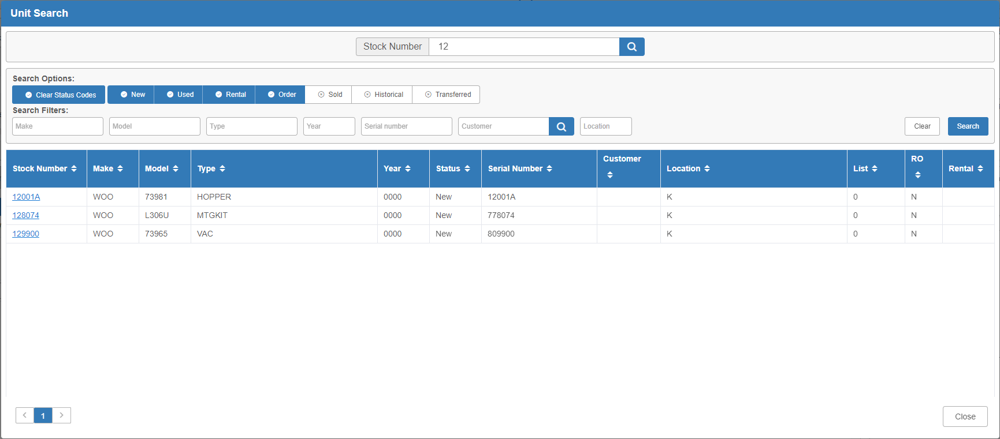 Unit Search
Stock Number 12
Search Options:
Clear Status Codes New Used Rental Order Sold Historical Transferred
Search Filters:
Make Model Type Year Serial number Customer Location Clear Search
Stock Number Make Model Type Year Status Serial Number Customer Location List RO Rental
12001A WOO 73981 HOPPER 0000 New 12001A K 0 N
128074 WOO L306U MTGKIT 0000 New 778074 K 0 N
129900 WOO 73965 VAC 0000 New 809900 K 0 N
1 Close